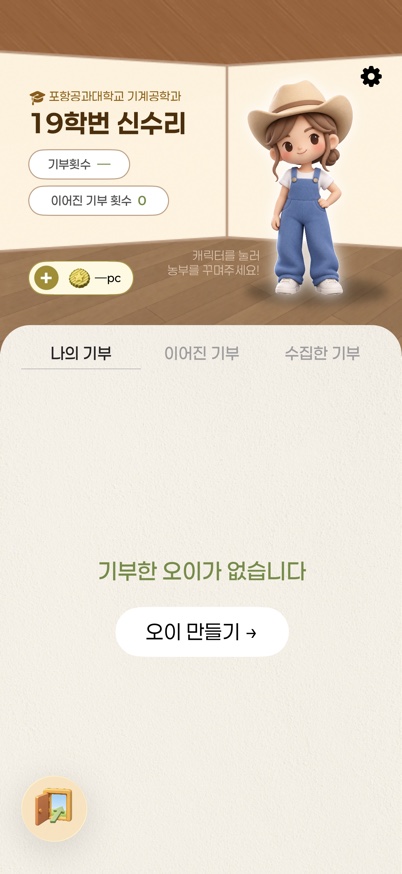 포항공과대학교 기계공학과
19학번 신수리
기부횟수 —
이어진 기부 횟수 0
+ —pc
캐릭터를 눌러
농부를 꾸며주세요!
나의 기부 이어진 기부 수집한 기부
기부한 오이가 없습니다
오이 만들기 →